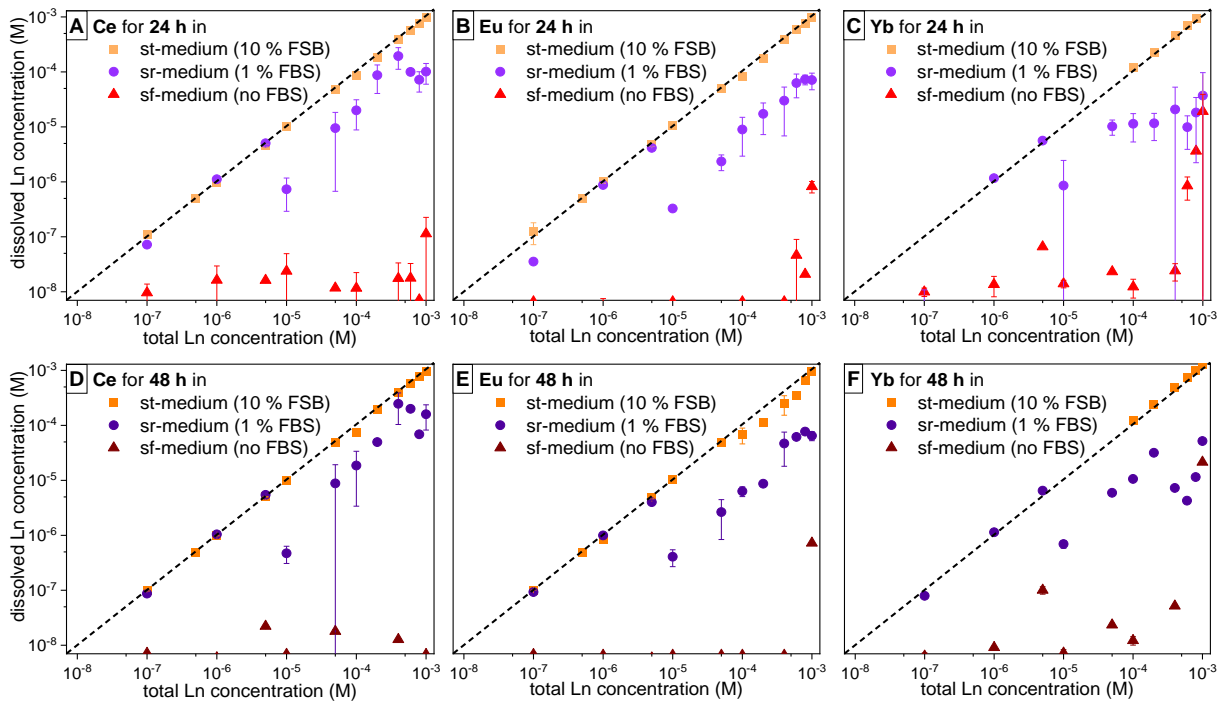 A Ce for 24 h in
st-medium (10 % FSB)
sr-medium (1 % FBS)
sf-medium (no FBS)
dissolved Ln concentration (M)
10⁻³
10⁻⁴
10⁻⁵
10⁻⁶
10⁻⁷
10⁻⁸
10⁻⁸ 10⁻⁷ 10⁻⁶ 10⁻⁵ 10⁻⁴ 10⁻³
total Ln concentration (M)
B Eu for 24 h in
st-medium (10 % FSB)
sr-medium (1 % FBS)
sf-medium (no FBS)
10⁻⁸ 10⁻⁷ 10⁻⁶ 10⁻⁵ 10⁻⁴ 10⁻³
total Ln concentration (M)
C Yb for 24 h in
st-medium (10 % FSB)
sr-medium (1 % FBS)
sf-medium (no FBS)
10⁻⁸ 10⁻⁷ 10⁻⁶ 10⁻⁵ 10⁻⁴ 10⁻³
total Ln concentration (M)
D Ce for 48 h in
st-medium (10 % FSB)
sr-medium (1 % FBS)
sf-medium (no FBS)
dissolved Ln concentration (M)
10⁻³
10⁻⁴
10⁻⁵
10⁻⁶
10⁻⁷
10⁻⁸
10⁻⁸ 10⁻⁷ 10⁻⁶ 10⁻⁵ 10⁻⁴ 10⁻³
total Ln concentration (M)
E Eu for 48 h in
st-medium (10 % FSB)
sr-medium (1 % FBS)
sf-medium (no FBS)
10⁻⁸ 10⁻⁷ 10⁻⁶ 10⁻⁵ 10⁻⁴ 10⁻³
total Ln concentration (M)
F Yb for 48 h in
st-medium (10 % FSB)
sr-medium (1 % FBS)
sf-medium (no FBS)
10⁻⁸ 10⁻⁷ 10⁻⁶ 10⁻⁵ 10⁻⁴ 10⁻³
total Ln concentration (M)